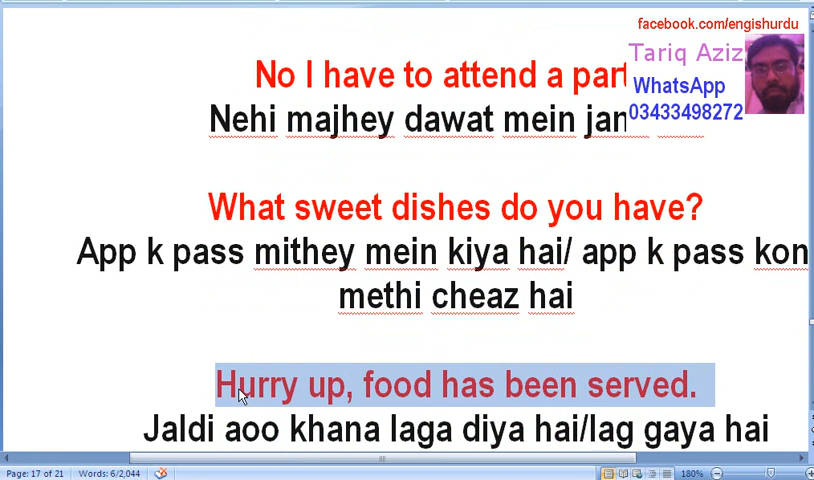 facebook.com/engishurdu
Tariq Aziz
WhatsApp
03433498272
No I have to attend a part
Nehi majhey dawat mein jan
What sweet dishes do you have?
App k pass mithey mein kiya hai/ app k pass kon
methi cheaz hai
Hurry up, food has been served.
Jaldi aoo khana laga diya hai/lag gaya hai
Page: 17 of 21 Words: 6/2,044 180%